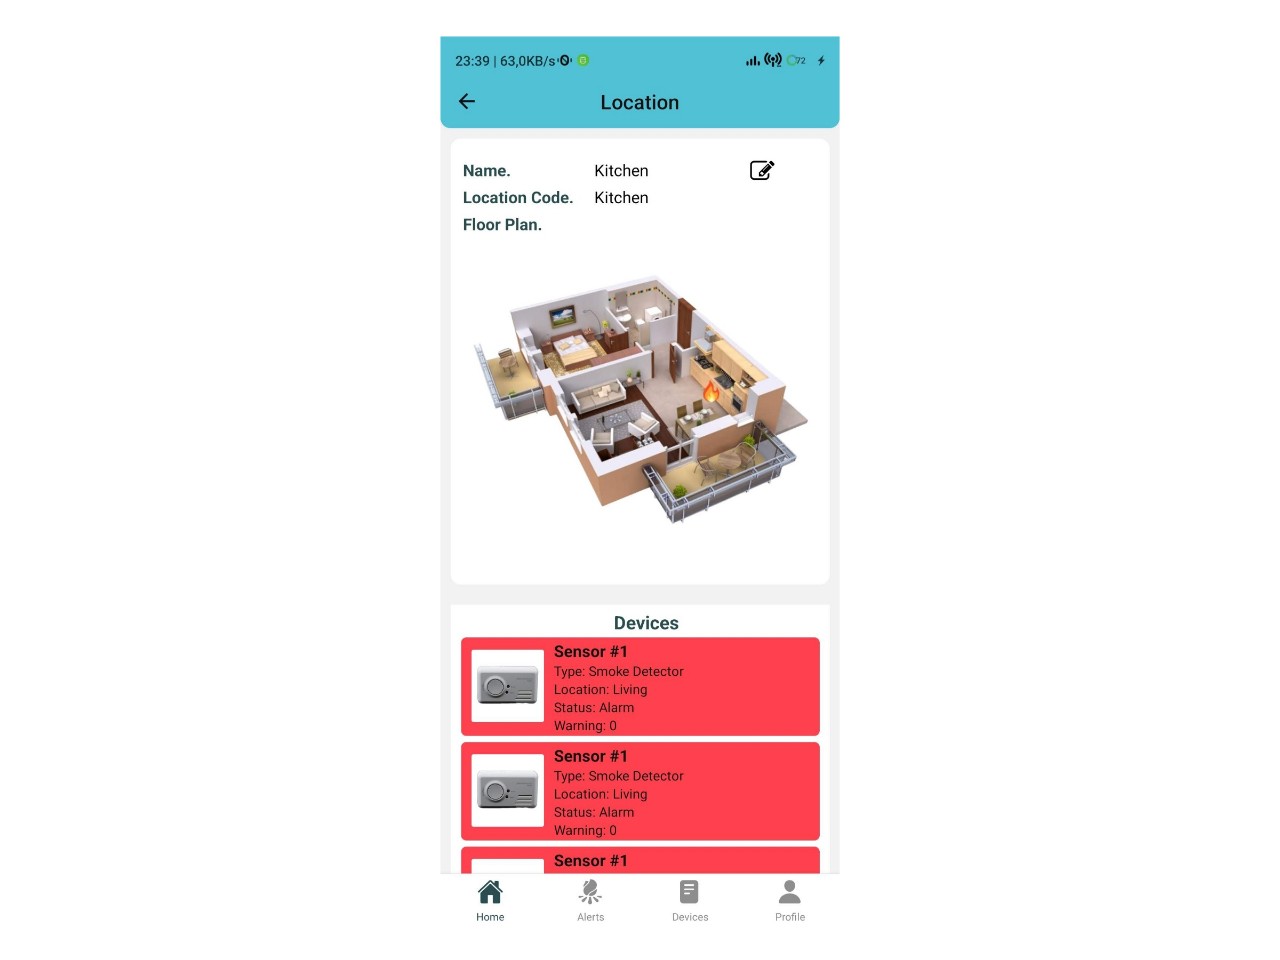 23:39 | 63,0KB/s
72
Location
Name. Kitchen
Location Code. Kitchen
Floor Plan.
Devices
Sensor #1
Type: Smoke Detector
Location: Living
Status: Alarm
Warning: 0
Sensor #1
Type: Smoke Detector
Location: Living
Status: Alarm
Warning: 0
Sensor #1
Home Alerts Devices Profile